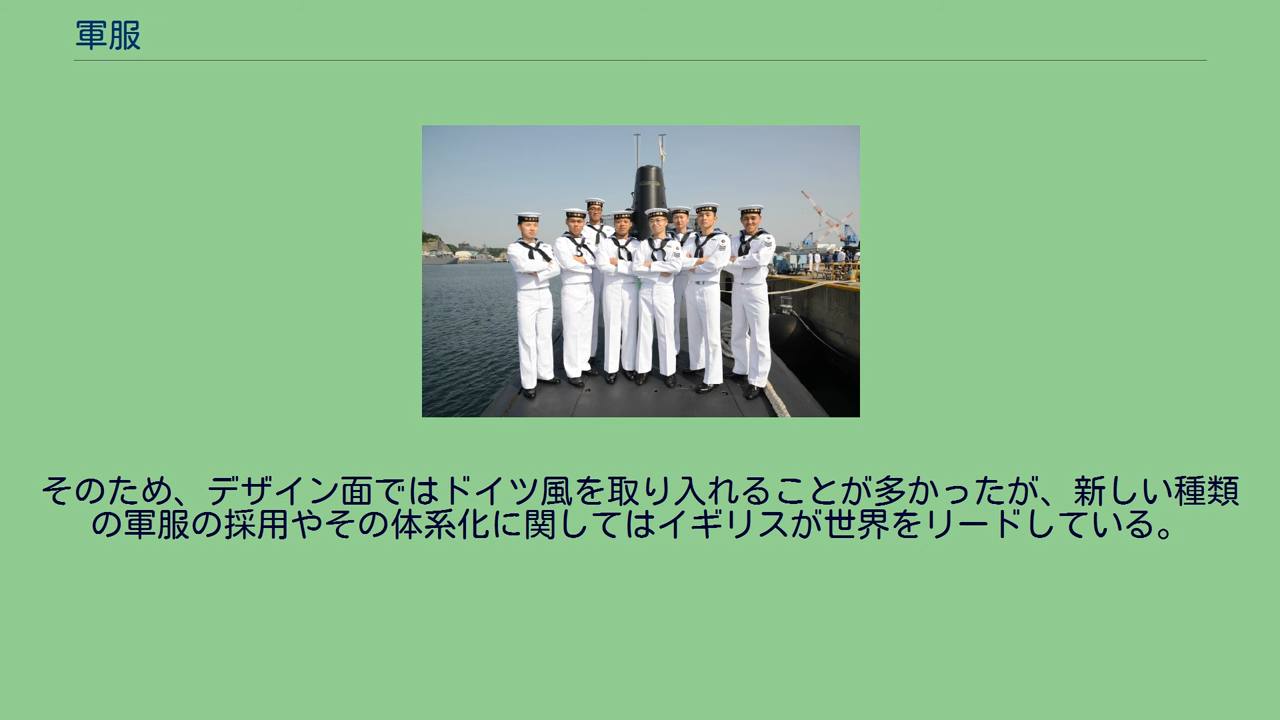 軍服
そのため、デザイン面ではドイツ風を取り入れることが多かったが、新しい種類
の軍服の採用やその体系化に関してはイギリスが世界をリードしている。